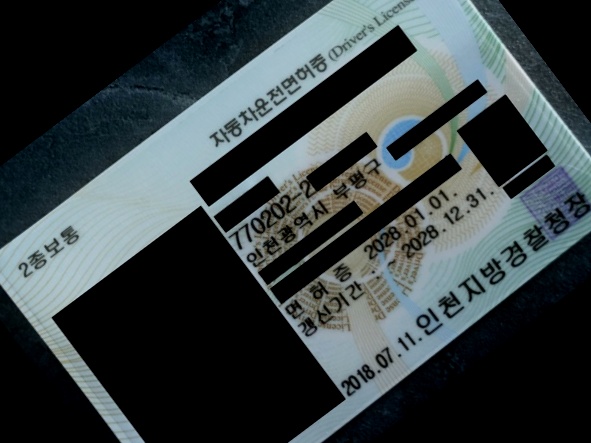 자동차운전면허증 (Driver's License
2종보통
770202-2
인천광역시 부평구
면 허 증
갱신기간
2028.01.01.
~ 2028.12.31.
2018.07.11.
인천지방경찰청장